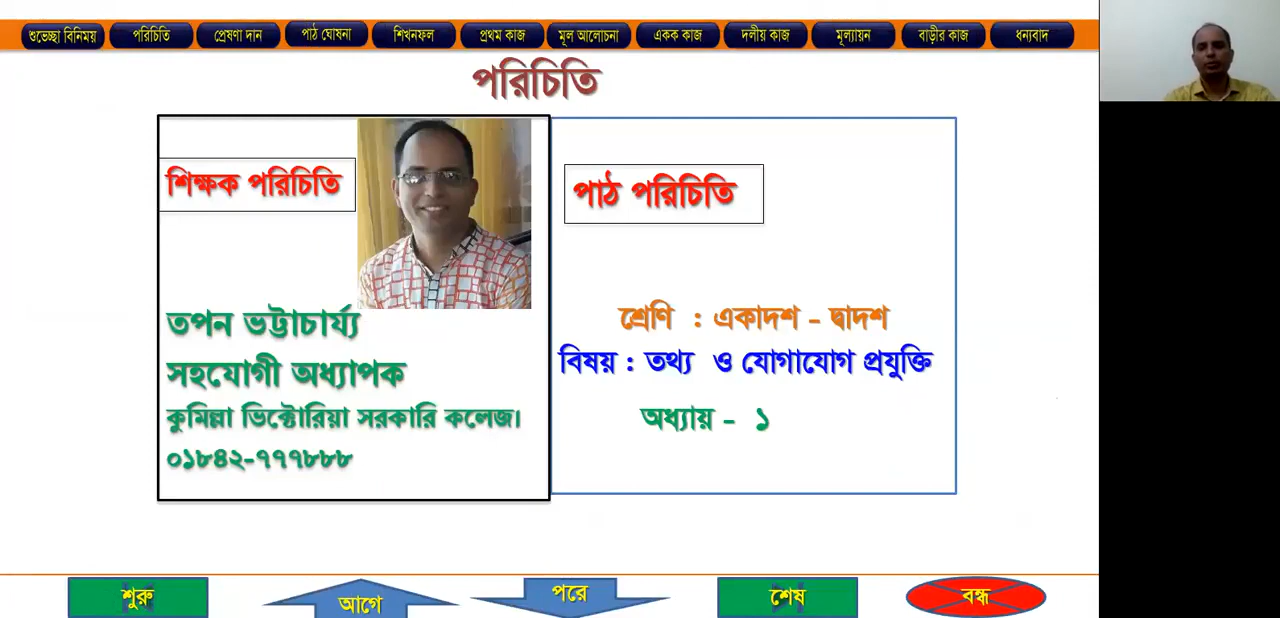 শুভেচ্ছা বিনিময় পরিচিতি প্রেষণা দান পাঠ ঘোষনা শিখনফল প্রথম কাজ মূল আলোচনা একক কাজ দলীয় কাজ মূল্যায়ন বাড়ীর কাজ ধন্যবাদ
পরিচিতি
শিক্ষক পরিচিতি
তপন ভট্টাচার্য্য
সহযোগী অধ্যাপক
কুমিল্লা ভিক্টোরিয়া সরকারি কলেজ।
০১৮৪২-৭৭৭৮৮৮
পাঠ পরিচিতি
শ্রেণি : একাদশ - দ্বাদশ
বিষয় : তথ্য ও যোগাযোগ প্রযুক্তি
অধ্যায় - ১
শুরু আগে পরে শেষ বন্ধ